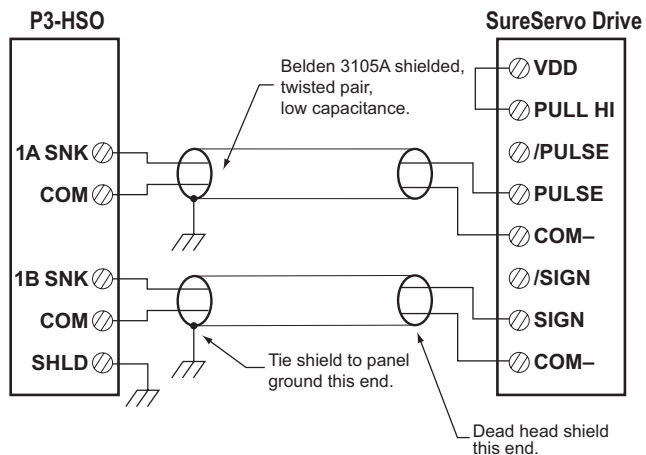 P3-HSO
SureServo Drive
Belden 3105A shielded,
twisted pair,
low capacitance.
VDD
PULL HI
1A SNK
/PULSE
COM
PULSE
COM–
1B SNK
/SIGN
COM
SIGN
SHLD
COM–
Tie shield to panel
ground this end.
Dead head shield
this end.